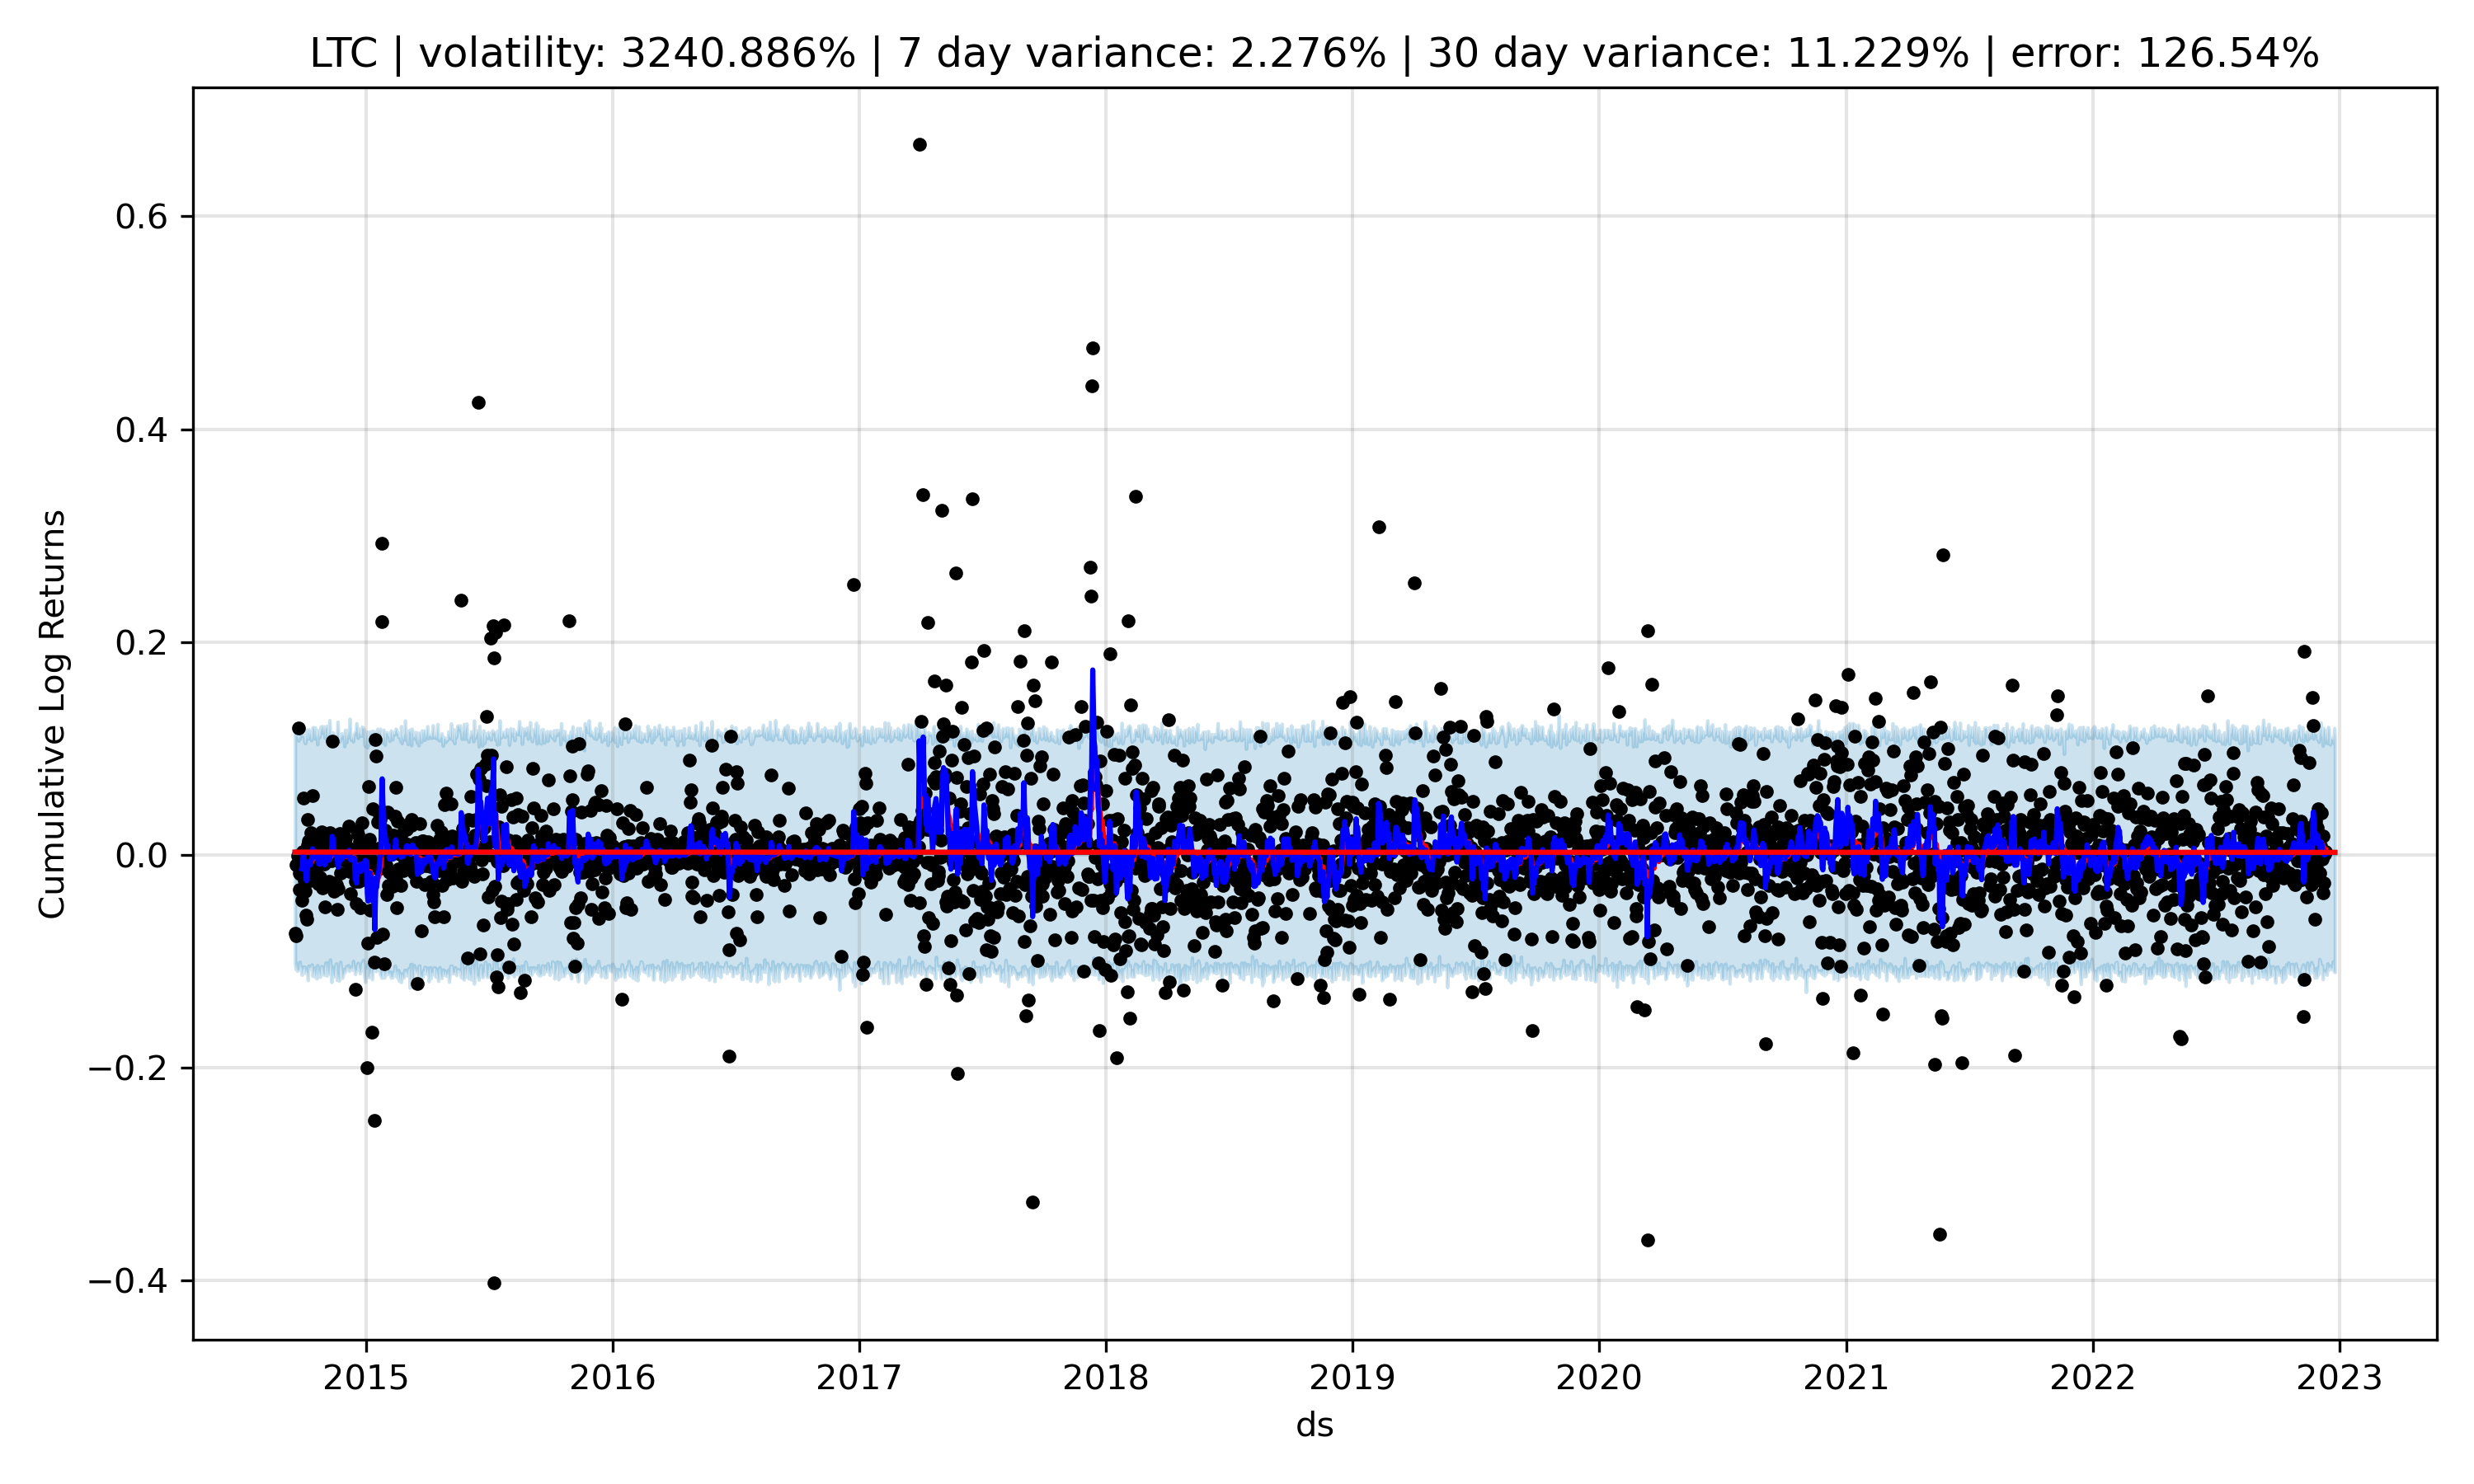 LTC | volatility: 3240.886% | 7 day variance: 2.276% | 30 day variance: 11.229% | error: 126.54%
Cumulative Log Returns
0.6
0.4
0.2
0.0
−0.2
−0.4
2015 2016 2017 2018 2019 2020 2021 2022 2023
ds